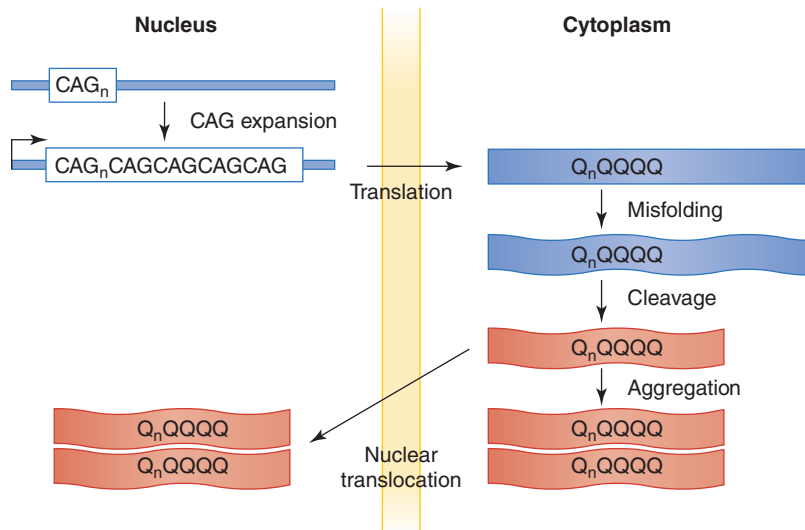 Nucleus
Cytoplasm
CAGn
CAG expansion
CAGnCAGCAGCAGCAG
Translation
QnQQQQ
Misfolding
QnQQQQ
Cleavage
QnQQQQ
Aggregation
QnQQQQ
QnQQQQ
Nuclear
translocation
QnQQQQ
QnQQQQ